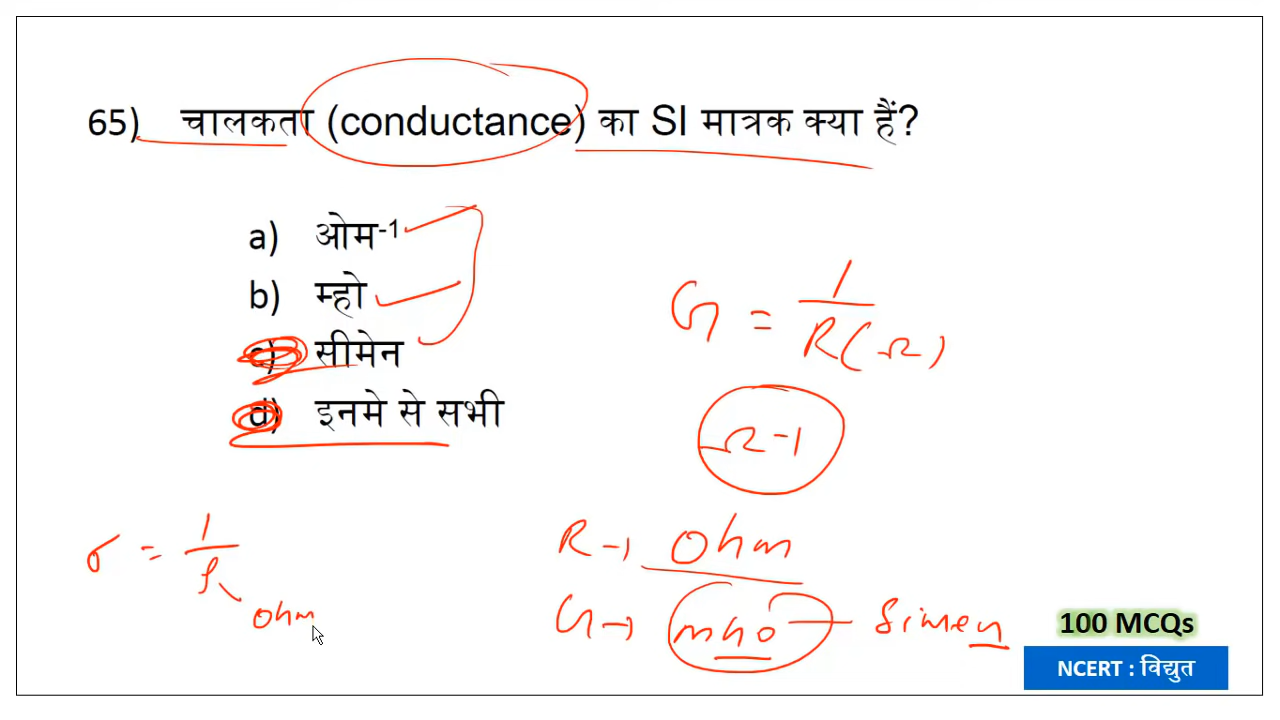 65) चालकता (conductance) का SI मात्रक क्या हैं?
a) ओम-1
b) म्हो
c) सीमेन
d) इनमे से सभी
G = 1/R(Ω)
Ω-1
σ = 1/ρ
ohm
R → Ohm
G → mho — Simen
100 MCQs
NCERT : विद्युत